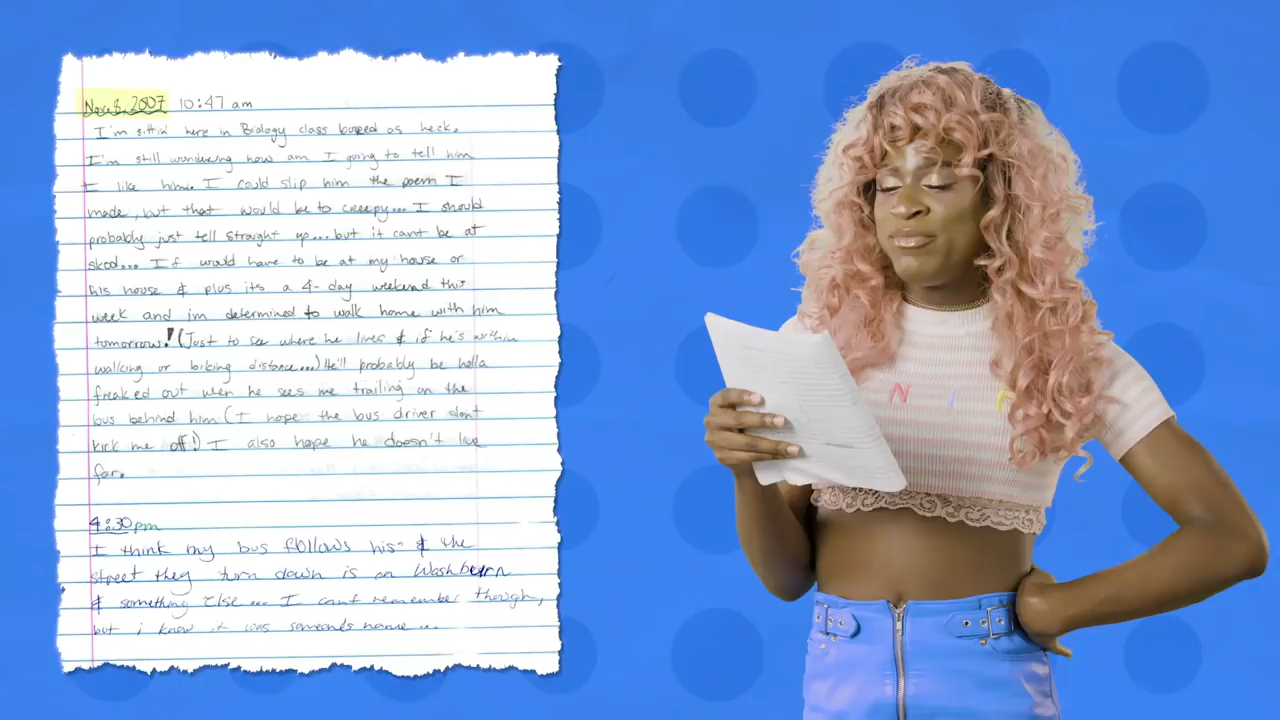 Nov. 8, 2007 10:47 am
I'm sittin' here in Biology class boreed as heck.
I'm still wondering how am I going to tell him
I like him. I could slip him the poem I
made, but that would be to creepy... I should
probably just tell straight up... but it cant be at
skool... If would have to be at my house or
his house & plus its a 4-day weekend this
week and im determined to walk home with him
tomorrow! (Just to see where he lives & if he's within
walking or biking distance...) He'll probably be hella
freaked out when he sees me trailing on the
bus behind him (I hope the bus driver dont
kick me off!) I also hope he doesn't live
far.
4:30pm
I think my bus follows his & the
street they turn down is on Washburn
& something else... I cant remember though,
but i know it was someone's name...
N I F